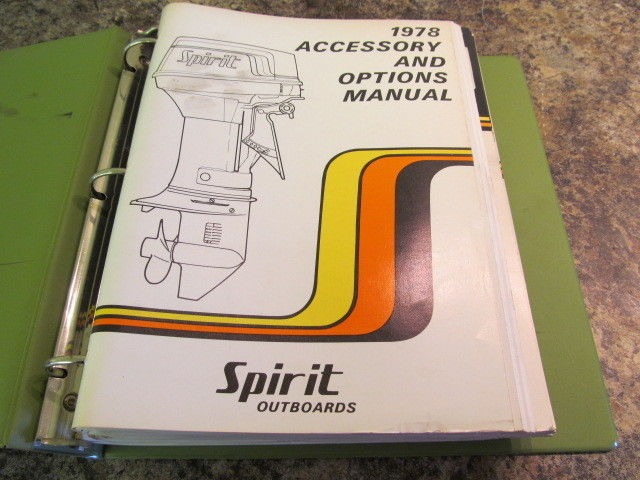 1978
ACCESSORY
AND
OPTIONS
MANUAL
Spirit
Spirit
OUTBOARDS